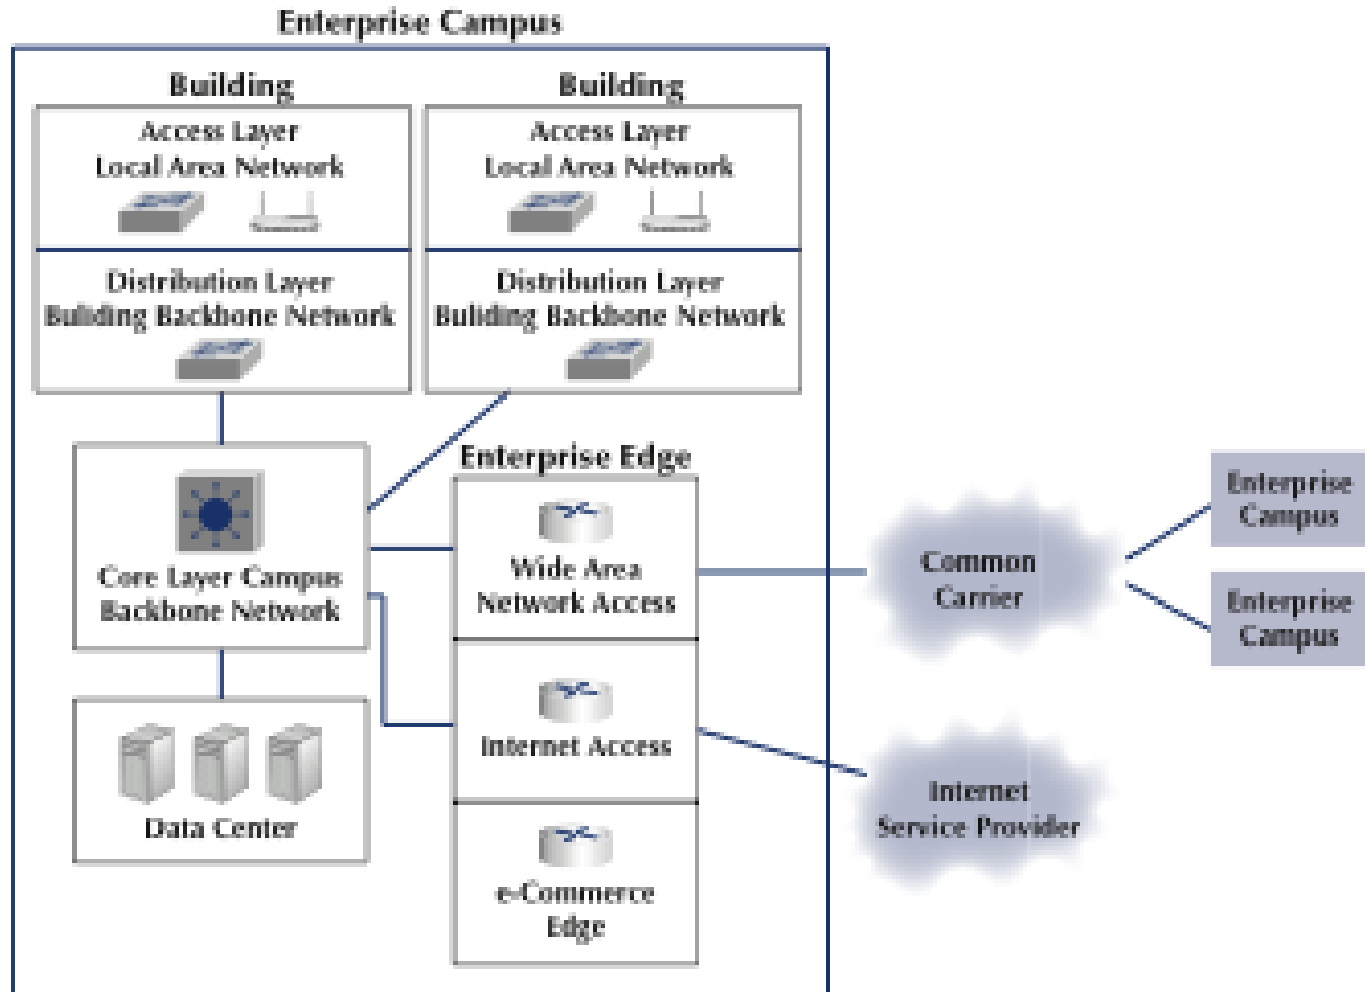 Enterprise Campus
Building
Access Layer
Local Area Network
Distribution Layer
Building Backbone Network
Building
Access Layer
Local Area Network
Distribution Layer
Building Backbone Network
Core Layer Campus
Backbone Network
Data Center
Enterprise Edge
Wide Area
Network Access
Internet Access
e-Commerce
Edge
Common
Carrier
Internet
Service Provider
Enterprise
Campus
Enterprise
Campus